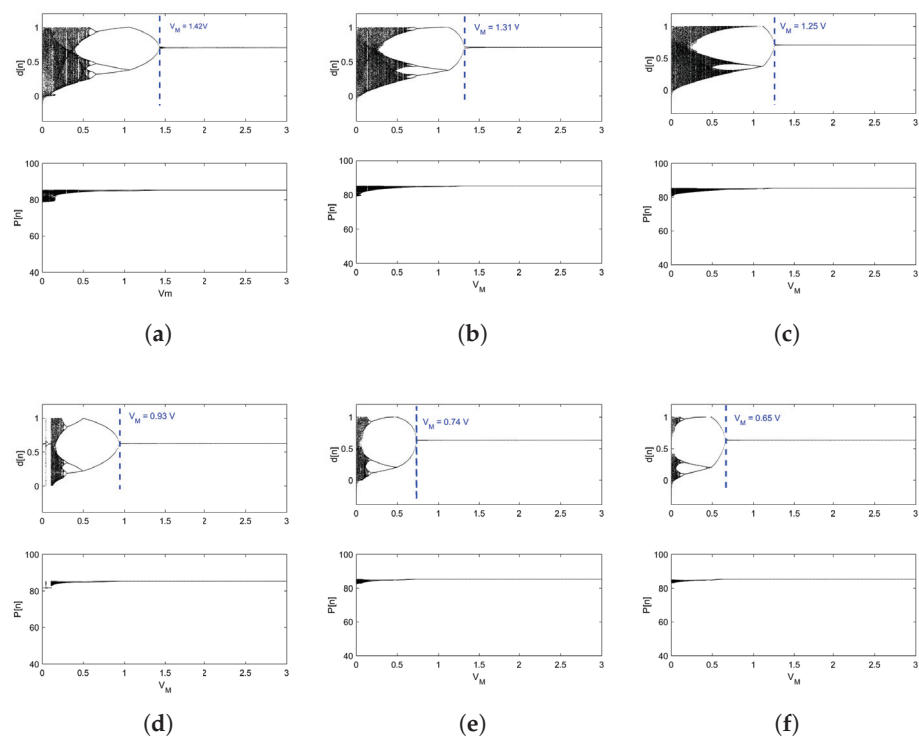 V_M = 1.42V
1
0.5
0
d[n]
0 0.5 1 1.5 2 2.5 3
100
80
60
40
P[n]
0 0.5 1 1.5 2 2.5 3
Vm
(a)
V_M = 1.31 V
1
0.5
0
d[n]
0 0.5 1 1.5 2 2.5 3
100
80
60
40
P[n]
0 0.5 1 1.5 2 2.5 3
V_M
(b)
V_M = 1.25 V
1
0.5
0
d[n]
0 0.5 1 1.5 2 2.5 3
100
80
60
40
P[n]
0 0.5 1 1.5 2 2.5 3
V_M
(c)
V_M = 0.93 V
1
0.5
0
d[n]
0 0.5 1 1.5 2 2.5 3
100
80
60
40
P[n]
0 0.5 1 1.5 2 2.5 3
V_M
(d)
V_M = 0.74 V
1
0.5
0
d[n]
0 0.5 1 1.5 2 2.5 3
100
80
60
40
P[n]
0 0.5 1 1.5 2 2.5 3
V_M
(e)
V_M = 0.65 V
1
0.5
0
d[n]
0 0.5 1 1.5 2 2.5 3
100
80
60
40
P[n]
0 0.5 1 1.5 2 2.5 3
V_M
(f)